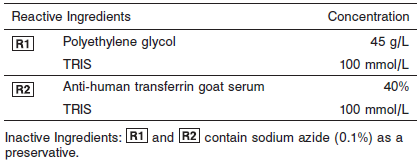 Reactive Ingredients Concentration
R1 Polyethylene glycol 45 g/L
TRIS 100 mmol/L
R2 Anti-human transferrin goat serum 40%
TRIS 100 mmol/L
Inactive Ingredients: R1 and R2 contain sodium azide (0.1%) as a
preservative.